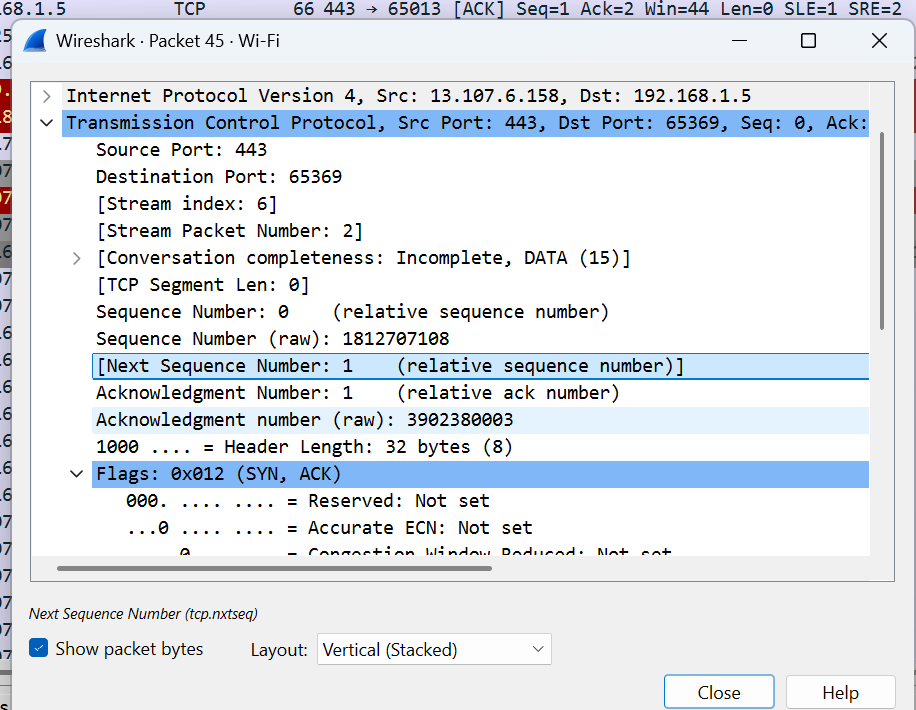 68.1.5 TCP 66 443 → 65013 [ACK] Seq=1 Ack=2 Win=44 Len=0 SLE=1 SRE=2
Wireshark · Packet 45 · Wi-Fi
Internet Protocol Version 4, Src: 13.107.6.158, Dst: 192.168.1.5
Transmission Control Protocol, Src Port: 443, Dst Port: 65369, Seq: 0, Ack:
Source Port: 443
Destination Port: 65369
[Stream index: 6]
[Stream Packet Number: 2]
[Conversation completeness: Incomplete, DATA (15)]
[TCP Segment Len: 0]
Sequence Number: 0    (relative sequence number)
Sequence Number (raw): 1812707108
[Next Sequence Number: 1    (relative sequence number)]
Acknowledgment Number: 1    (relative ack number)
Acknowledgment number (raw): 3902380003
1000 .... = Header Length: 32 bytes (8)
Flags: 0x012 (SYN, ACK)
000. .... .... = Reserved: Not set
...0 .... .... = Accurate ECN: Not set
.... 0... .... = Congestion Window Reduced: Not set
Next Sequence Number (tcp.nxtseq)
Show packet bytes Layout: Vertical (Stacked)
Close Help